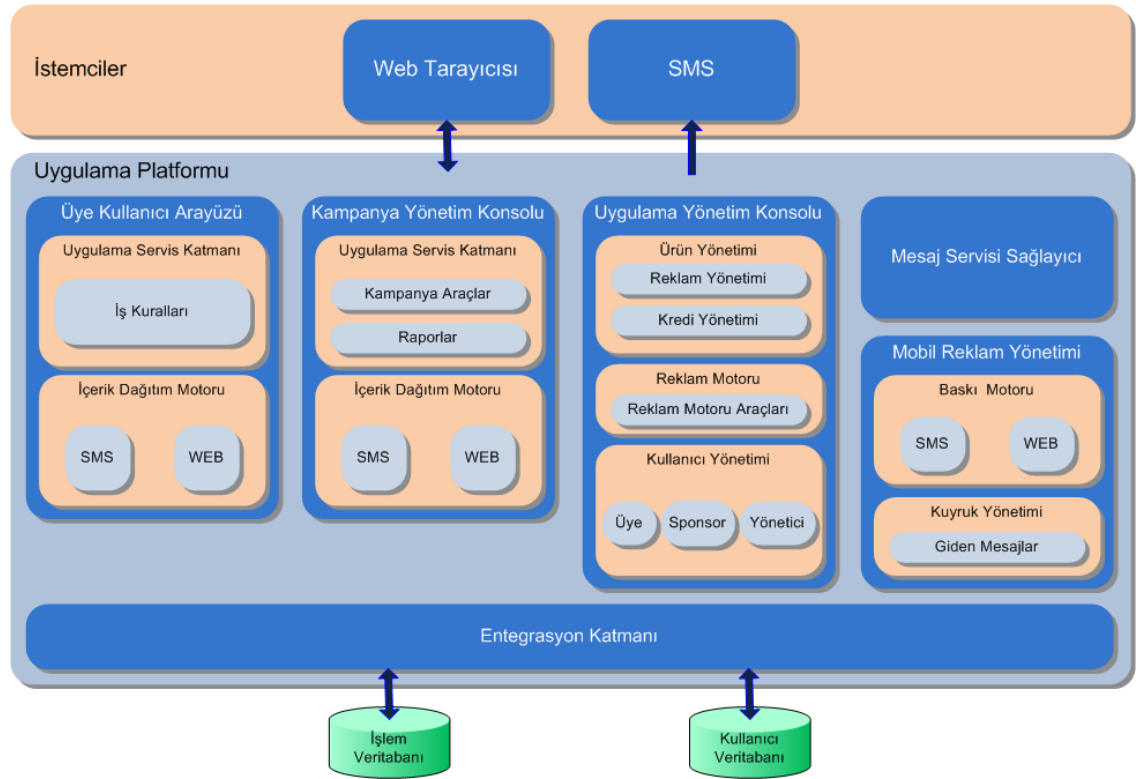 İstemciler
Web Tarayıcısı
SMS
Uygulama Platformu
Üye Kullanıcı Arayüzü
Uygulama Servis Katmanı
İş Kuralları
İçerik Dağıtım Motoru
SMS
WEB
Kampanya Yönetim Konsolu
Uygulama Servis Katmanı
Kampanya Araçlar
Raporlar
İçerik Dağıtım Motoru
SMS
WEB
Uygulama Yönetim Konsolu
Ürün Yönetimi
Reklam Yönetimi
Kredi Yönetimi
Reklam Motoru
Reklam Motoru Araçları
Kullanıcı Yönetimi
Üye
Sponsor
Yönetici
Mesaj Servisi Sağlayıcı
Mobil Reklam Yönetimi
Baskı Motoru
SMS
WEB
Kuyruk Yönetimi
Giden Mesajlar
Entegrasyon Katmanı
İşlem
Veritabanı
Kullanıcı
Veritabanı